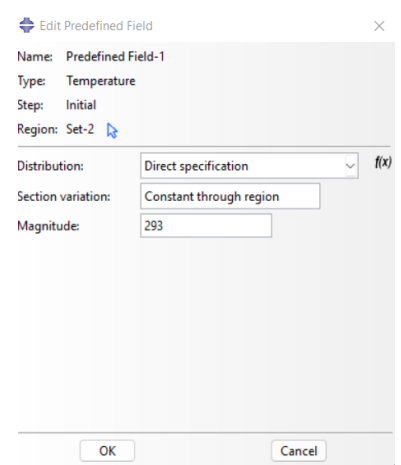 Edit Predefined Field
Name: Predefined Field-1
Type: Temperature
Step: Initial
Region: Set-2
Distribution: Direct specification f(x)
Section variation: Constant through region
Magnitude: 293
OK Cancel